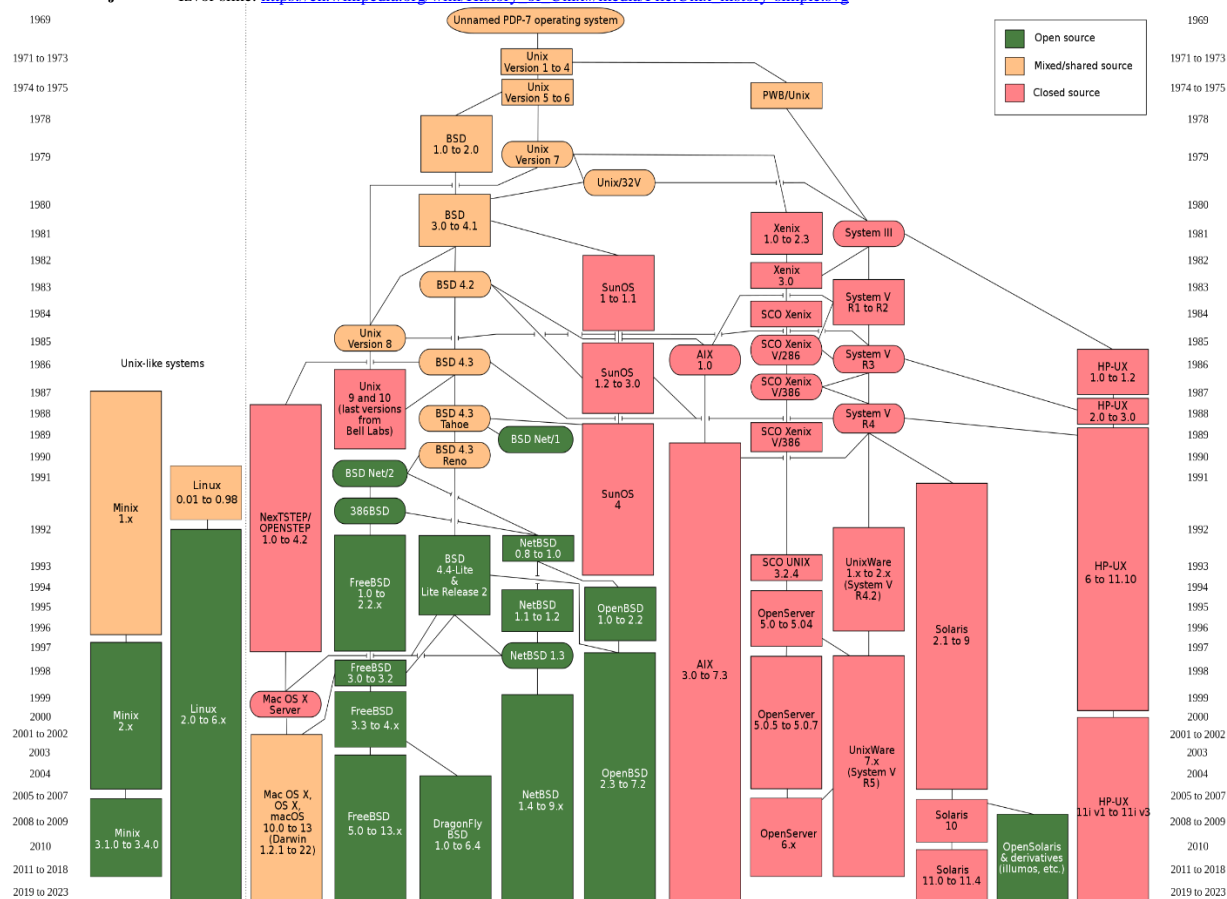 1969
1971 to 1973
1974 to 1975
1978
1979
1980
1981
1982
1983
1984
1985
1986
1987
1988
1989
1990
1991
1992
1993
1994
1995
1996
1997
1998
1999
2000
2001 to 2002
2003
2004
2005 to 2007
2008 to 2009
2010
2011 to 2018
2019 to 2023
Unix-like systems
Minix
1.x
Minix
2.x
Minix
3.1.0 to 3.4.0
Linux
0.01 to 0.98
Linux
2.0 to 6.x
Unnamed PDP-7 operating system
Unix
Version 1 to 4
Unix
Version 5 to 6
PWB/Unix
BSD
1.0 to 2.0
Unix
Version 7
Unix/32V
BSD
3.0 to 4.1
Xenix
1.0 to 2.3
System III
Xenix
3.0
SunOS
1 to 1.1
BSD 4.2
System V
R1 to R2
SCO Xenix
Unix
Version 8
SCO Xenix
V/286
AIX
1.0
System V
R3
BSD 4.3
SunOS
1.2 to 3.0
HP-UX
1.0 to 1.2
Unix
9 and 10
(last versions
from
Bell Labs)
SCO Xenix
V/386
HP-UX
2.0 to 3.0
BSD 4.3
Tahoe
System V
R4
BSD Net/1
SCO Xenix
V/386
BSD 4.3
Reno
BSD Net/2
SunOS
4
386BSD
NexTSTEP/
OPENSTEP
1.0 to 4.2
NetBSD
0.8 to 1.0
FreeBSD
1.0 to
2.2.x
BSD
4.4-Lite
&
Lite Release 2
SCO UNIX
3.2.4
UnixWare
1.x to 2.x
(System V
R4.2)
HP-UX
6 to 11.10
NetBSD
1.1 to 1.2
OpenBSD
1.0 to 2.2
OpenServer
5.0 to 5.04
Solaris
2.1 to 9
NetBSD 1.3
AIX
3.0 to 7.3
FreeBSD
3.0 to 3.2
Mac OS X
Server
FreeBSD
3.3 to 4.x
OpenServer
5.0.5 to 5.0.7
UnixWare
7.x
(System V
R5)
OpenBSD
2.3 to 7.2
NetBSD
1.4 to 9.x
Mac OS X,
OS X,
macOS
10.0 to 13
(Darwin
1.2.1 to 22)
FreeBSD
5.0 to 13.x
DragonFly
BSD
1.0 to 6.4
OpenServer
6.x
Solaris
10
HP-UX
11i v1 to 11i v3
OpenSolaris
& derivatives
(illumos, etc.)
Solaris
11.0 to 11.4
Open source
Mixed/shared source
Closed source
1969
1971 to 1973
1974 to 1975
1978
1979
1980
1981
1982
1983
1984
1985
1986
1987
1988
1989
1990
1991
1992
1993
1994
1995
1996
1997
1998
1999
2000
2001 to 2002
2003
2004
2005 to 2007
2008 to 2009
2010
2011 to 2018
2019 to 2023